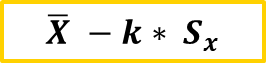 X̅ − k * Sₓ